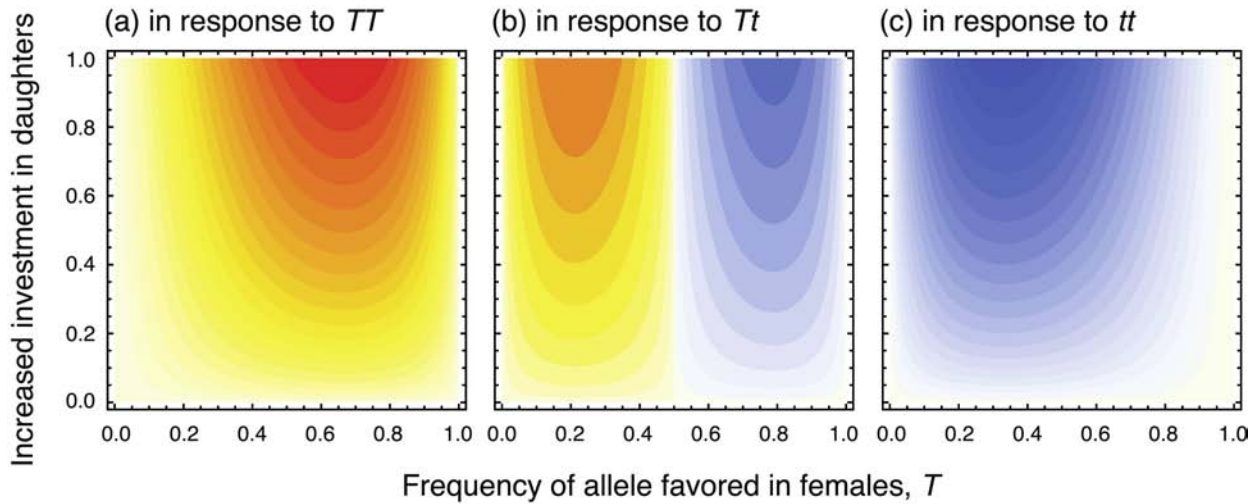 (a) in response to TT
(b) in response to Tt
(c) in response to tt
Increased investment in daughters
1.0
0.8
0.6
0.4
0.2
0.0
0.0 0.2 0.4 0.6 0.8 1.0
0.0 0.2 0.4 0.6 0.8 1.0
0.0 0.2 0.4 0.6 0.8 1.0
Frequency of allele favored in females, T